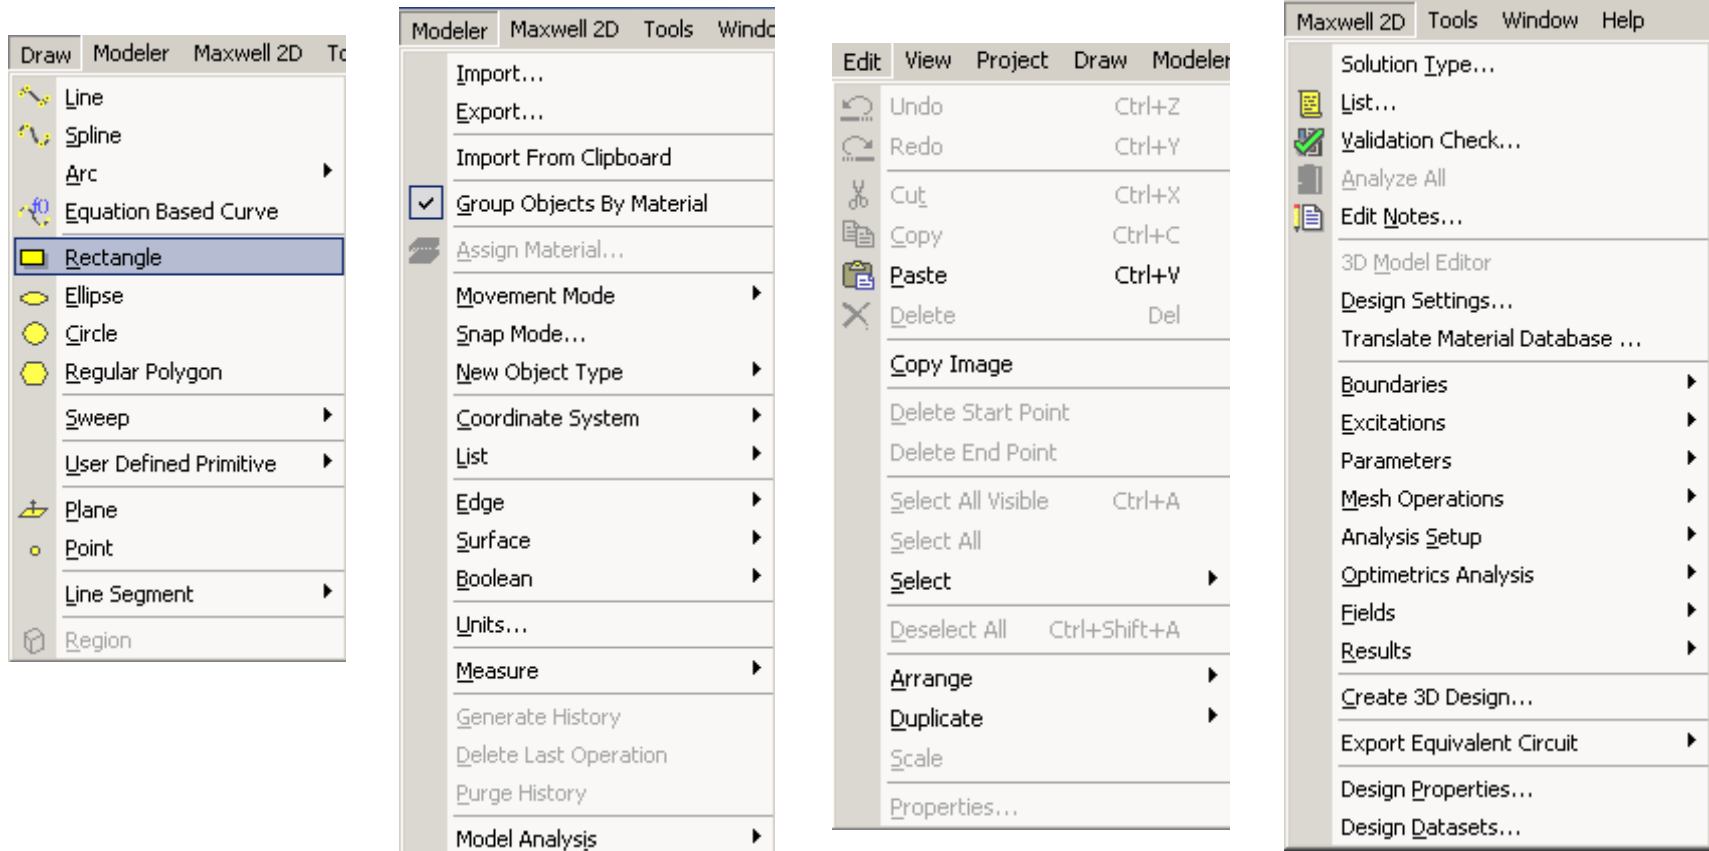 Draw Modeler Maxwell 2D
Line
Spline
Arc
Equation Based Curve
Rectangle
Ellipse
Circle
Regular Polygon
Sweep
User Defined Primitive
Plane
Point
Line Segment
Region
Modeler Maxwell 2D Tools
Import...
Export...
Import From Clipboard
Group Objects By Material
Assign Material...
Movement Mode
Snap Mode...
New Object Type
Coordinate System
List
Edge
Surface
Boolean
Units...
Measure
Generate History
Delete Last Operation
Purge History
Model Analysis
Edit View Project Draw Modeler
Undo Ctrl+Z
Redo Ctrl+Y
Cut Ctrl+X
Copy Ctrl+C
Paste Ctrl+V
Delete Del
Copy Image
Delete Start Point
Delete End Point
Select All Visible Ctrl+A
Select All
Select
Deselect All Ctrl+Shift+A
Arrange
Duplicate
Scale
Properties...
Maxwell 2D Tools Window Help
Solution Type...
List...
Validation Check...
Analyze All
Edit Notes...
3D Model Editor
Design Settings...
Translate Material Database ...
Boundaries
Excitations
Parameters
Mesh Operations
Analysis Setup
Optimetrics Analysis
Fields
Results
Create 3D Design...
Export Equivalent Circuit
Design Properties...
Design Datasets...